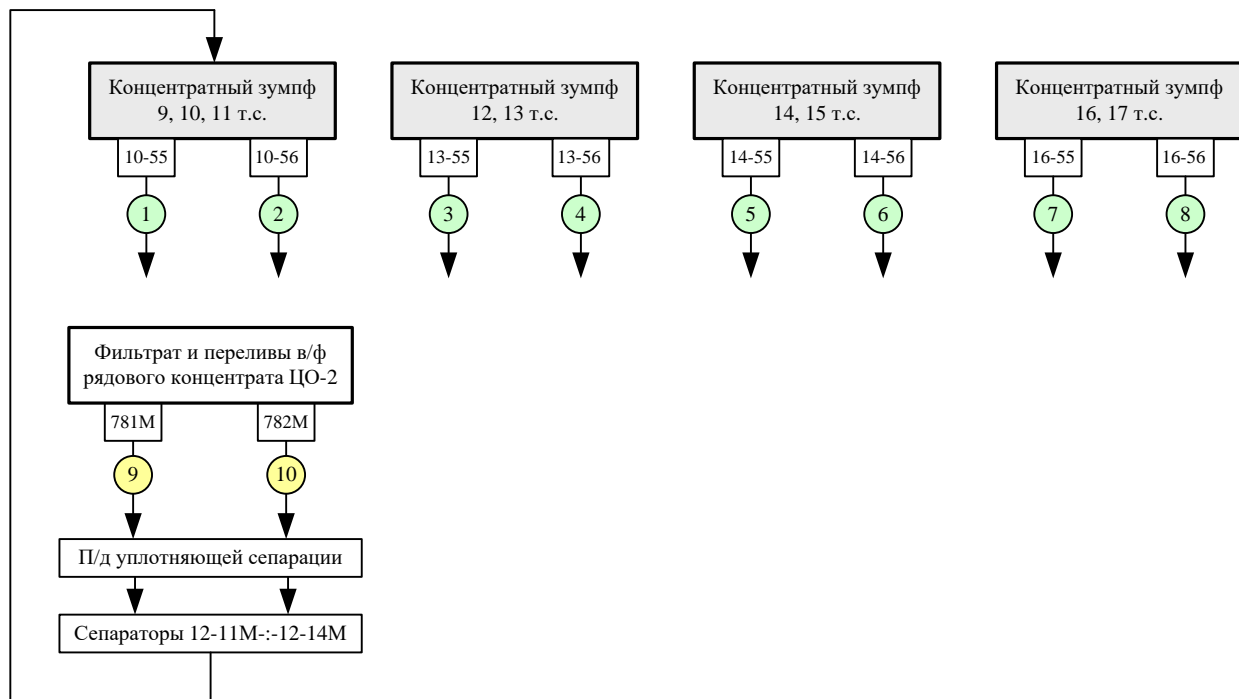 Концентратный зумпф
9, 10, 11 т.с.
Концентратный зумпф
12, 13 т.с.
Концентратный зумпф
14, 15 т.с.
Концентратный зумпф
16, 17 т.с.
10-55
10-56
13-55
13-56
14-55
14-56
16-55
16-56
1
2
3
4
5
6
7
8
Фильтрат и переливы в/ф
рядового концентрата ЦО-2
781М
782М
9
10
П/д уплотняющей сепарации
Сепараторы 12-11М-:-12-14М